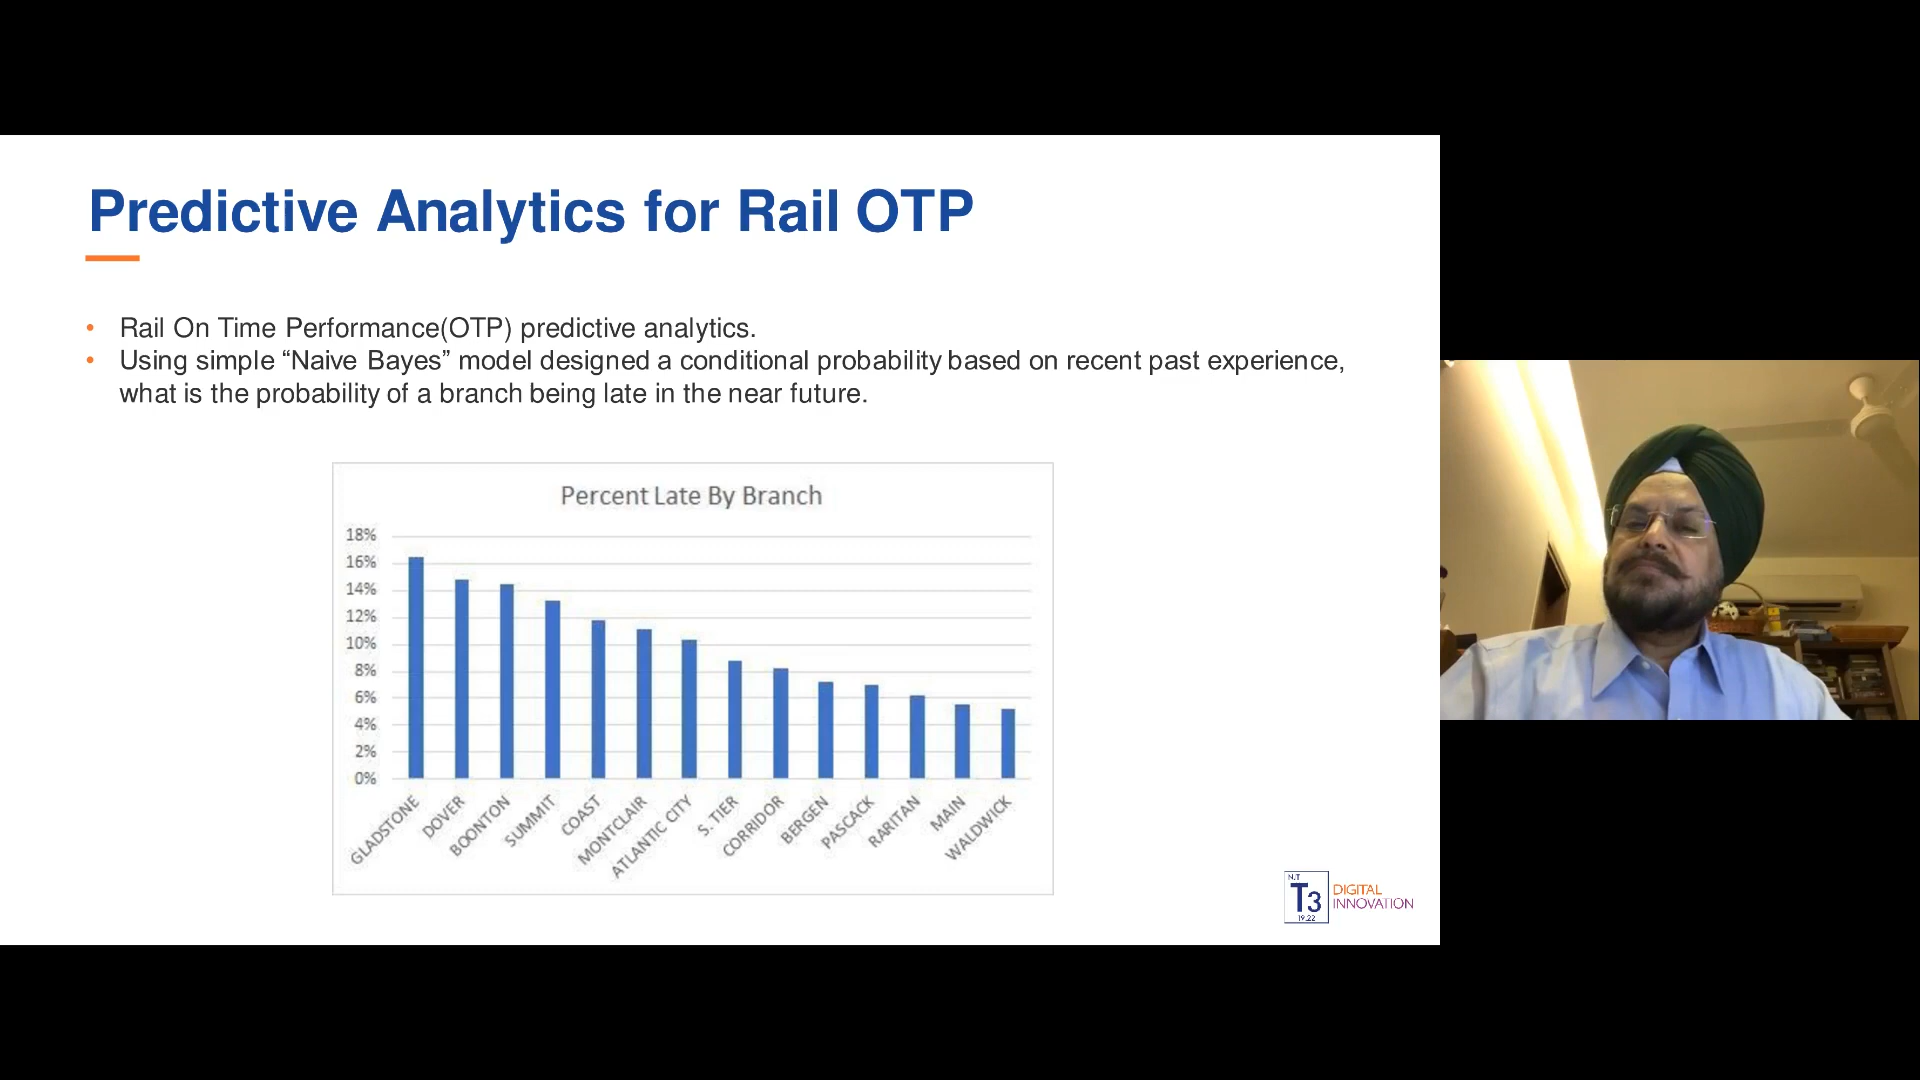 Predictive Analytics for Rail OTP
• Rail On Time Performance(OTP) predictive analytics.
• Using simple “Naive Bayes” model designed a conditional probability based on recent past experience,
what is the probability of a branch being late in the near future.
Percent Late By Branch
18%
16%
14%
12%
10%
8%
6%
4%
2%
0%
GLADSTONE
DOVER
BOONTON
SUMMIT
COAST
MONTCLAIR
ATLANTIC CITY
S. TIER
CORRIDOR
BERGEN
PASCACK
RARITAN
MAIN
WALDWICK
N.T
T3
19.22
DIGITAL
INNOVATION